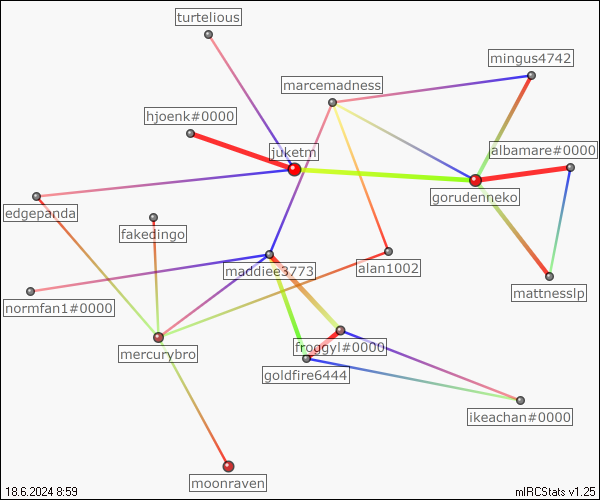 turtelious
mingus4742
marcemadness
hjoenk#0000
juketm
albamare#0000
gorudenneko
edgepanda
fakedingo
maddiee3773
alan1002
mattnesslp
normfan1#0000
froggyl#0000
mercurybro
goldfire6444
ikeachan#0000
moonraven
18.6.2024 8:59
mIRCStats v1.25